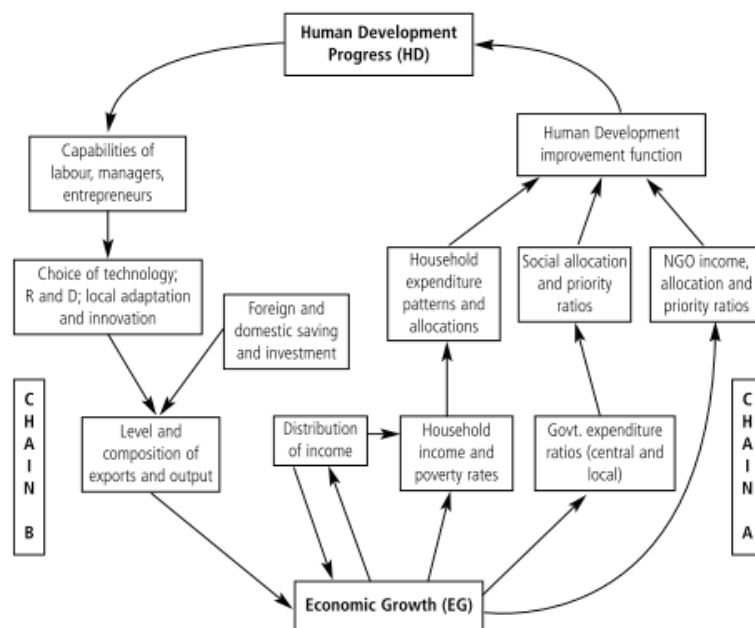 Human Development
Progress (HD)
Capabilities of
labour, managers,
entrepreneurs
Human Development
improvement function
Choice of technology;
R and D; local adaptation
and innovation
Foreign and
domestic saving
and investment
Household
expenditure
patterns and
allocations
Social allocation
and priority
ratios
NGO income,
allocation and
priority ratios
C
H
A
I
N
B
Level and
composition of
exports and output
Distribution
of income
Household
income and
poverty rates
Govt. expenditure
ratios (central and
local)
C
H
A
I
N
A
Economic Growth (EG)